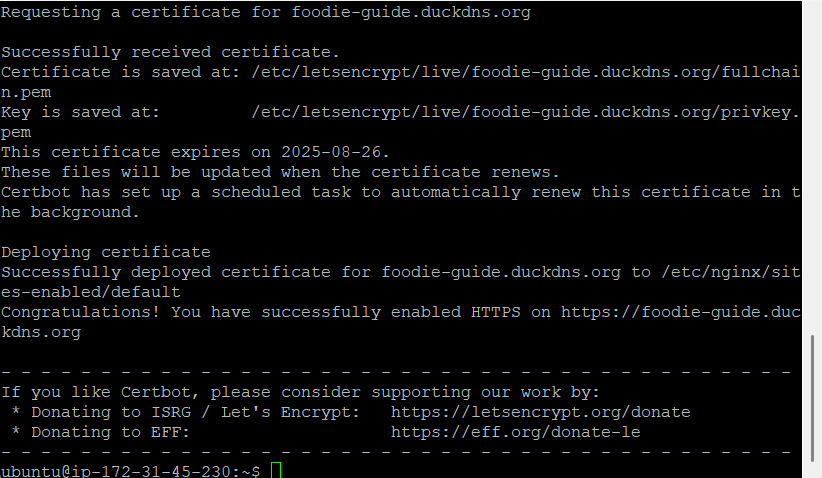 Requesting a certificate for foodie-guide.duckdns.org
Successfully received certificate.
Certificate is saved at: /etc/letsencrypt/live/foodie-guide.duckdns.org/fullchai
n.pem
Key is saved at:         /etc/letsencrypt/live/foodie-guide.duckdns.org/privkey.
pem
This certificate expires on 2025-08-26.
These files will be updated when the certificate renews.
Certbot has set up a scheduled task to automatically renew this certificate in t
he background.
Deploying certificate
Successfully deployed certificate for foodie-guide.duckdns.org to /etc/nginx/sit
es-enabled/default
Congratulations! You have successfully enabled HTTPS on https://foodie-guide.duc
kdns.org
- - - - - - - - - - - - - - - - - - - - - - - - - - - - - - - - - - - - - - - -
If you like Certbot, please consider supporting our work by:
 * Donating to ISRG / Let's Encrypt:   https://letsencrypt.org/donate
 * Donating to EFF:                    https://eff.org/donate-le
- - - - - - - - - - - - - - - - - - - - - - - - - - - - - - - - - - - - - - - -
ubuntu@ip-172-31-45-230:~$